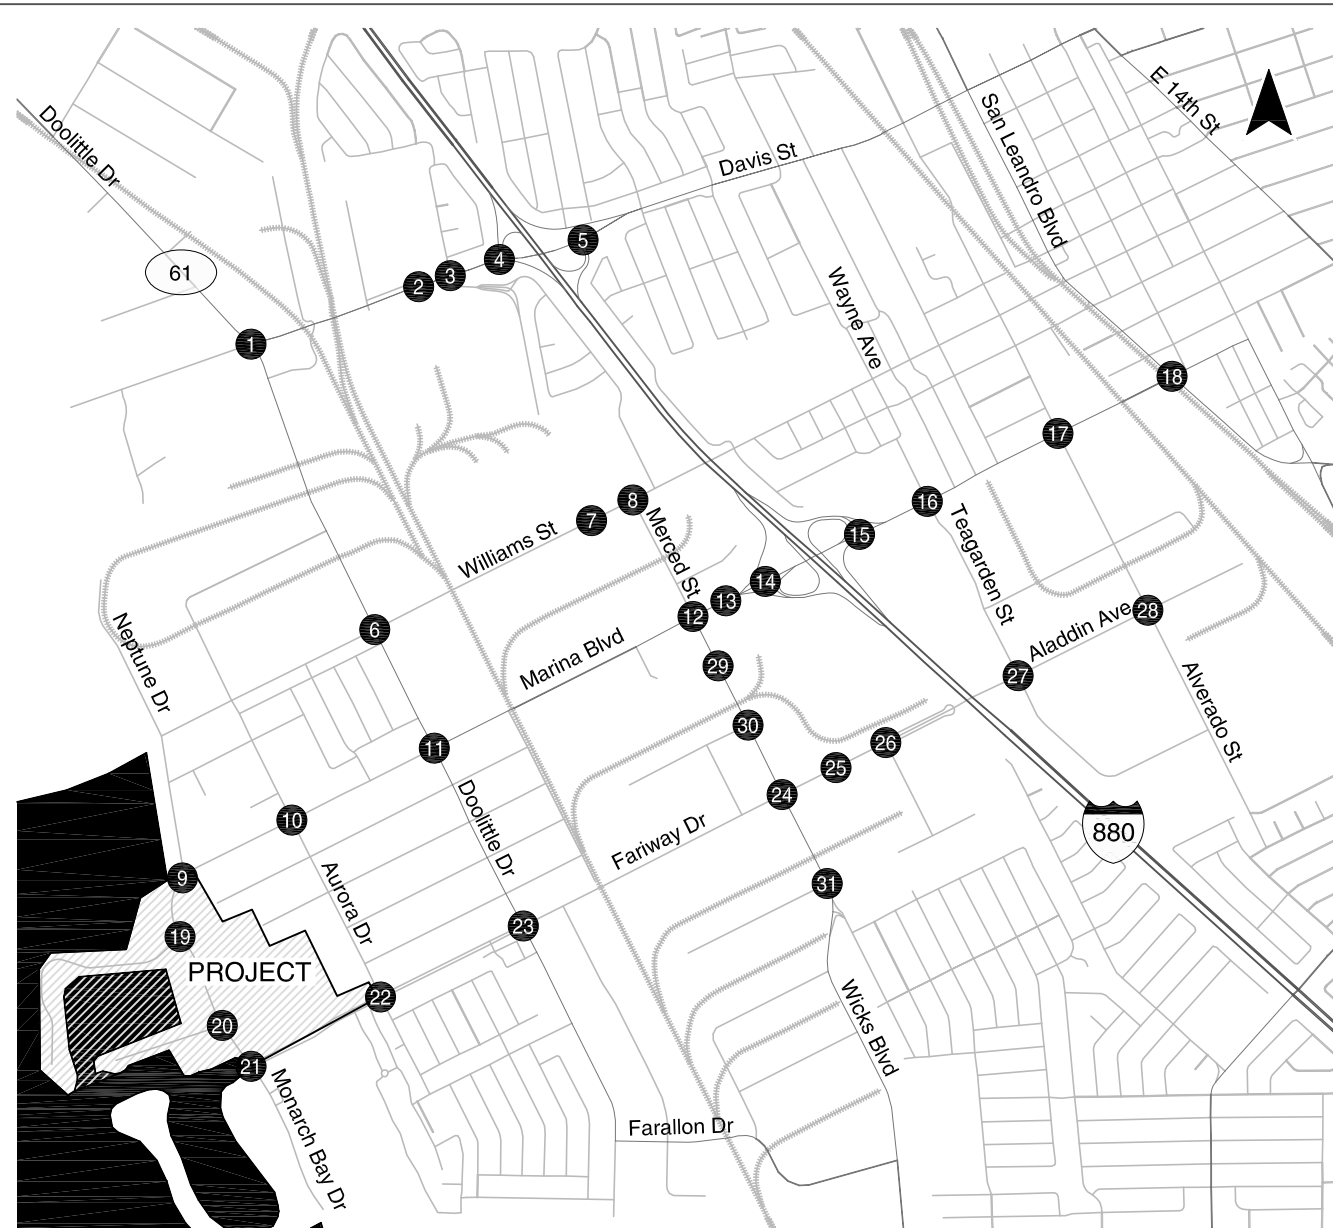 E 14th St
San Leandro Blvd
Doolittle Dr
Davis St
5
4
61
3
2
Wayne Ave
1
18
17
8
16
7
Merced St
Williams St
15
Teagarden St
14
13
28
12
6
Aladdin Ave
Neptune Dr
Marina Blvd
29
27
Alverado St
30
26
11
25
24
Doolittle Dr
10
880
Fariway Dr
9
31
Aurora Dr
23
19
PROJECT
22
20
Wicks Blvd
21
Monarch Bay Dr
Farallon Dr